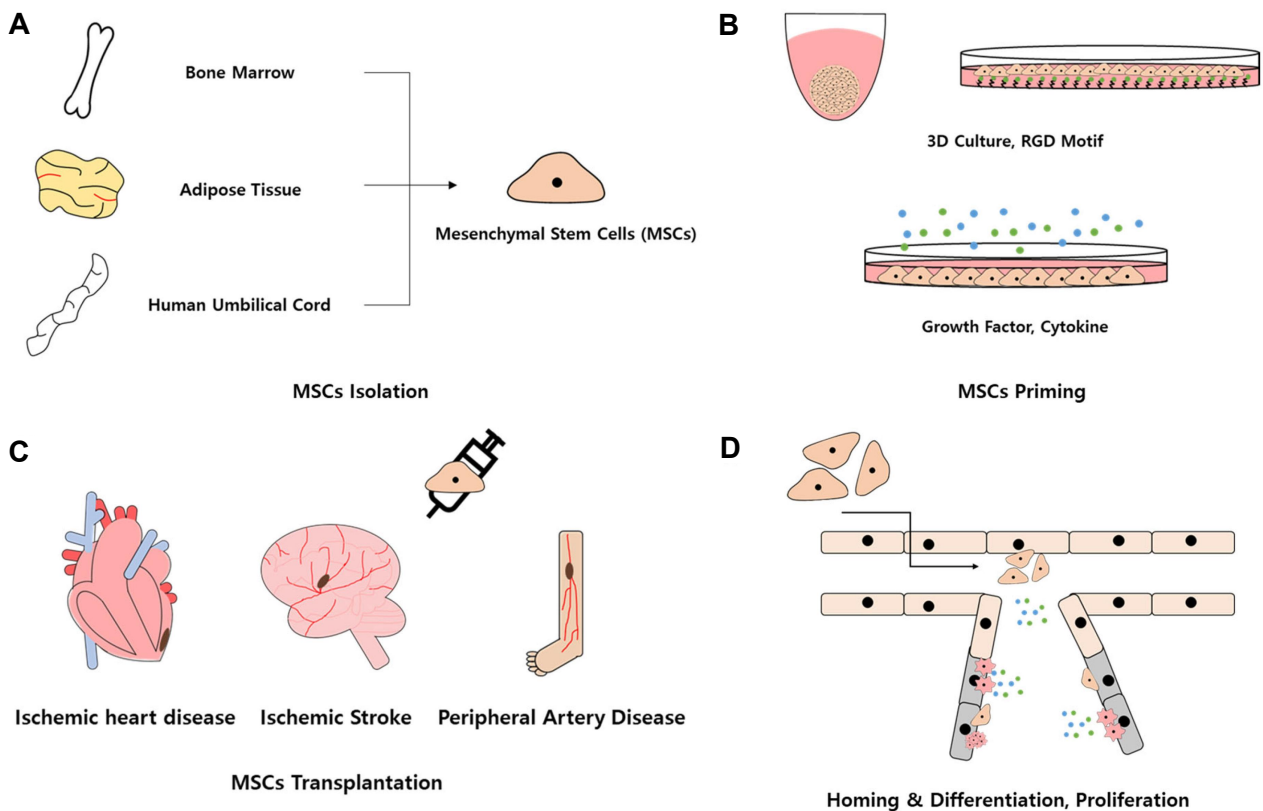 A
Bone Marrow
Adipose Tissue
Human Umbilical Cord
Mesenchymal Stem Cells (MSCs)
MSCs Isolation
B
3D Culture, RGD Motif
Growth Factor, Cytokine
MSCs Priming
C
Ischemic heart disease
Ischemic Stroke
Peripheral Artery Disease
MSCs Transplantation
D
Homing & Differentiation, Proliferation